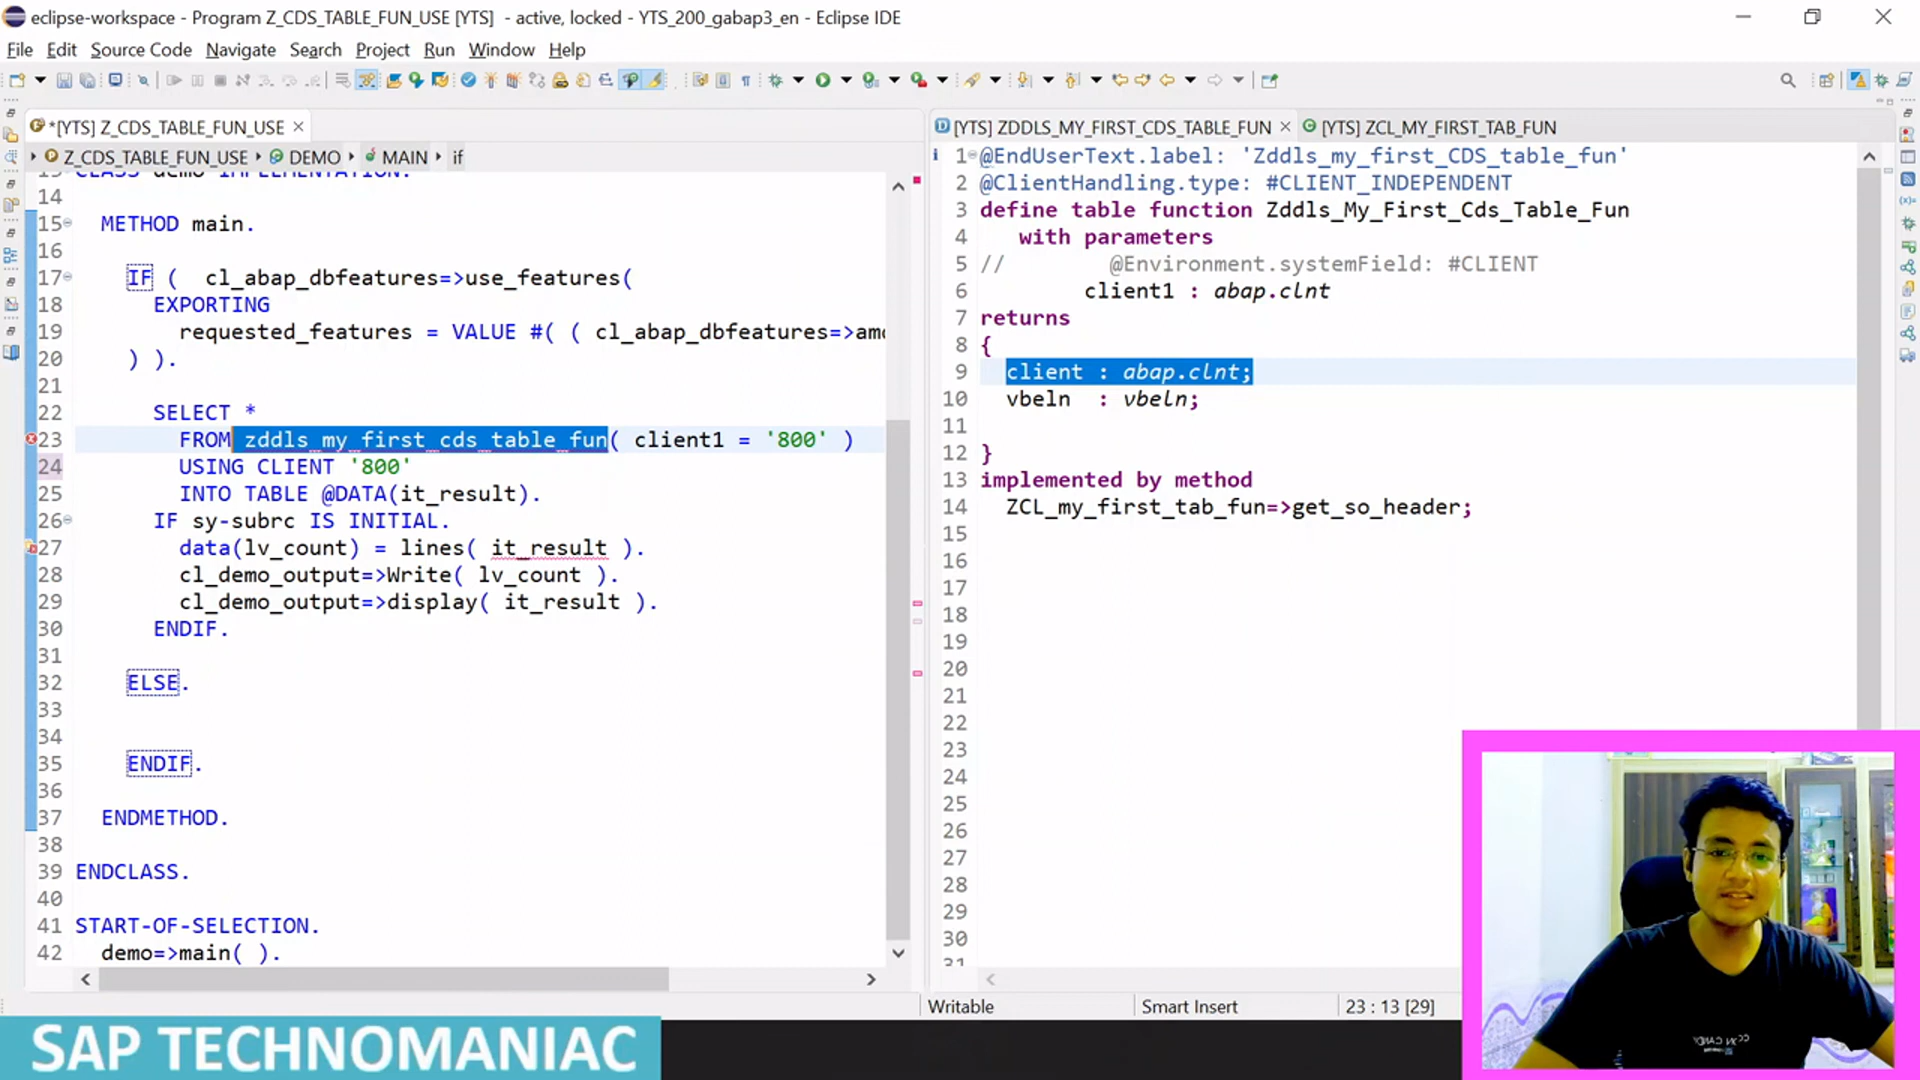 eclipse-workspace - Program Z_CDS_TABLE_FUN_USE [YTS] - active, locked - YTS_200_gabap3_en - Eclipse IDE
File Edit Source Code Navigate Search Project Run Window Help
*[YTS] Z_CDS_TABLE_FUN_USE
Z_CDS_TABLE_FUN_USE DEMO MAIN if
13 CLASS demo IMPLEMENTATION.
14
15 METHOD main.
16
17 IF ( cl_abap_dbfeatures=>use_features(
18 EXPORTING
19 requested_features = VALUE #( ( cl_abap_dbfeatures=>amd
20 ) ).
21
22 SELECT *
23 FROM zddls_my_first_cds_table_fun( client1 = '800' )
24 USING CLIENT '800'
25 INTO TABLE @DATA(it_result).
26 IF sy-subrc IS INITIAL.
27 data(lv_count) = lines( it_result ).
28 cl_demo_output=>Write( lv_count ).
29 cl_demo_output=>display( it_result ).
30 ENDIF.
31
32 ELSE.
33
34
35 ENDIF.
36
37 ENDMETHOD.
38
39 ENDCLASS.
40
41 START-OF-SELECTION.
42 demo=>main( ).
[YTS] ZDDLS_MY_FIRST_CDS_TABLE_FUN
[YTS] ZCL_MY_FIRST_TAB_FUN
1 @EndUserText.label: 'Zddls_my_first_CDS_table_fun'
2 @ClientHandling.type: #CLIENT_INDEPENDENT
3 define table function Zddls_My_First_Cds_Table_Fun
4 with parameters
5 // @Environment.systemField: #CLIENT
6 client1 : abap.clnt
7 returns
8 {
9 client : abap.clnt;
10 vbeln : vbeln;
11
12 }
13 implemented by method
14 ZCL_my_first_tab_fun=>get_so_header;
15
16
17
18
19
20
21
22
23
24
25
26
27
28
29
30
31
Writable Smart Insert 23 : 13 [29]
SAP TECHNOMANIAC